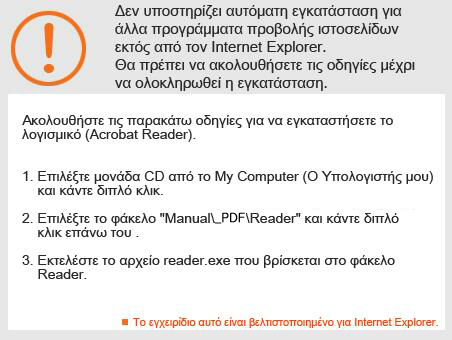 Δεν υποστηρίζει αυτόματη εγκατάσταση για
άλλα προγράμματα προβολής ιστοσελίδων
εκτός από τον Internet Explorer.
Θα πρέπει να ακολουθήσετε τις οδηγίες μέχρι
να ολοκληρωθεί η εγκατάσταση.
Ακολουθήστε τις παρακάτω οδηγίες για να εγκαταστήσετε το
λογισμικό (Acrobat Reader).
1. Επιλέξτε μονάδα CD από το My Computer (Ο Υπολογιστής μου)
και κάντε διπλό κλικ.
2. Επιλέξτε το φάκελο "Manual\_PDF\Reader" και κάντε διπλό
κλικ επάνω του .
3. Εκτελέστε το αρχείο reader.exe που βρίσκεται στο φάκελο
Reader.
Το εγχειρίδιο αυτό είναι βελτιστοποιημένο για Internet Explorer.